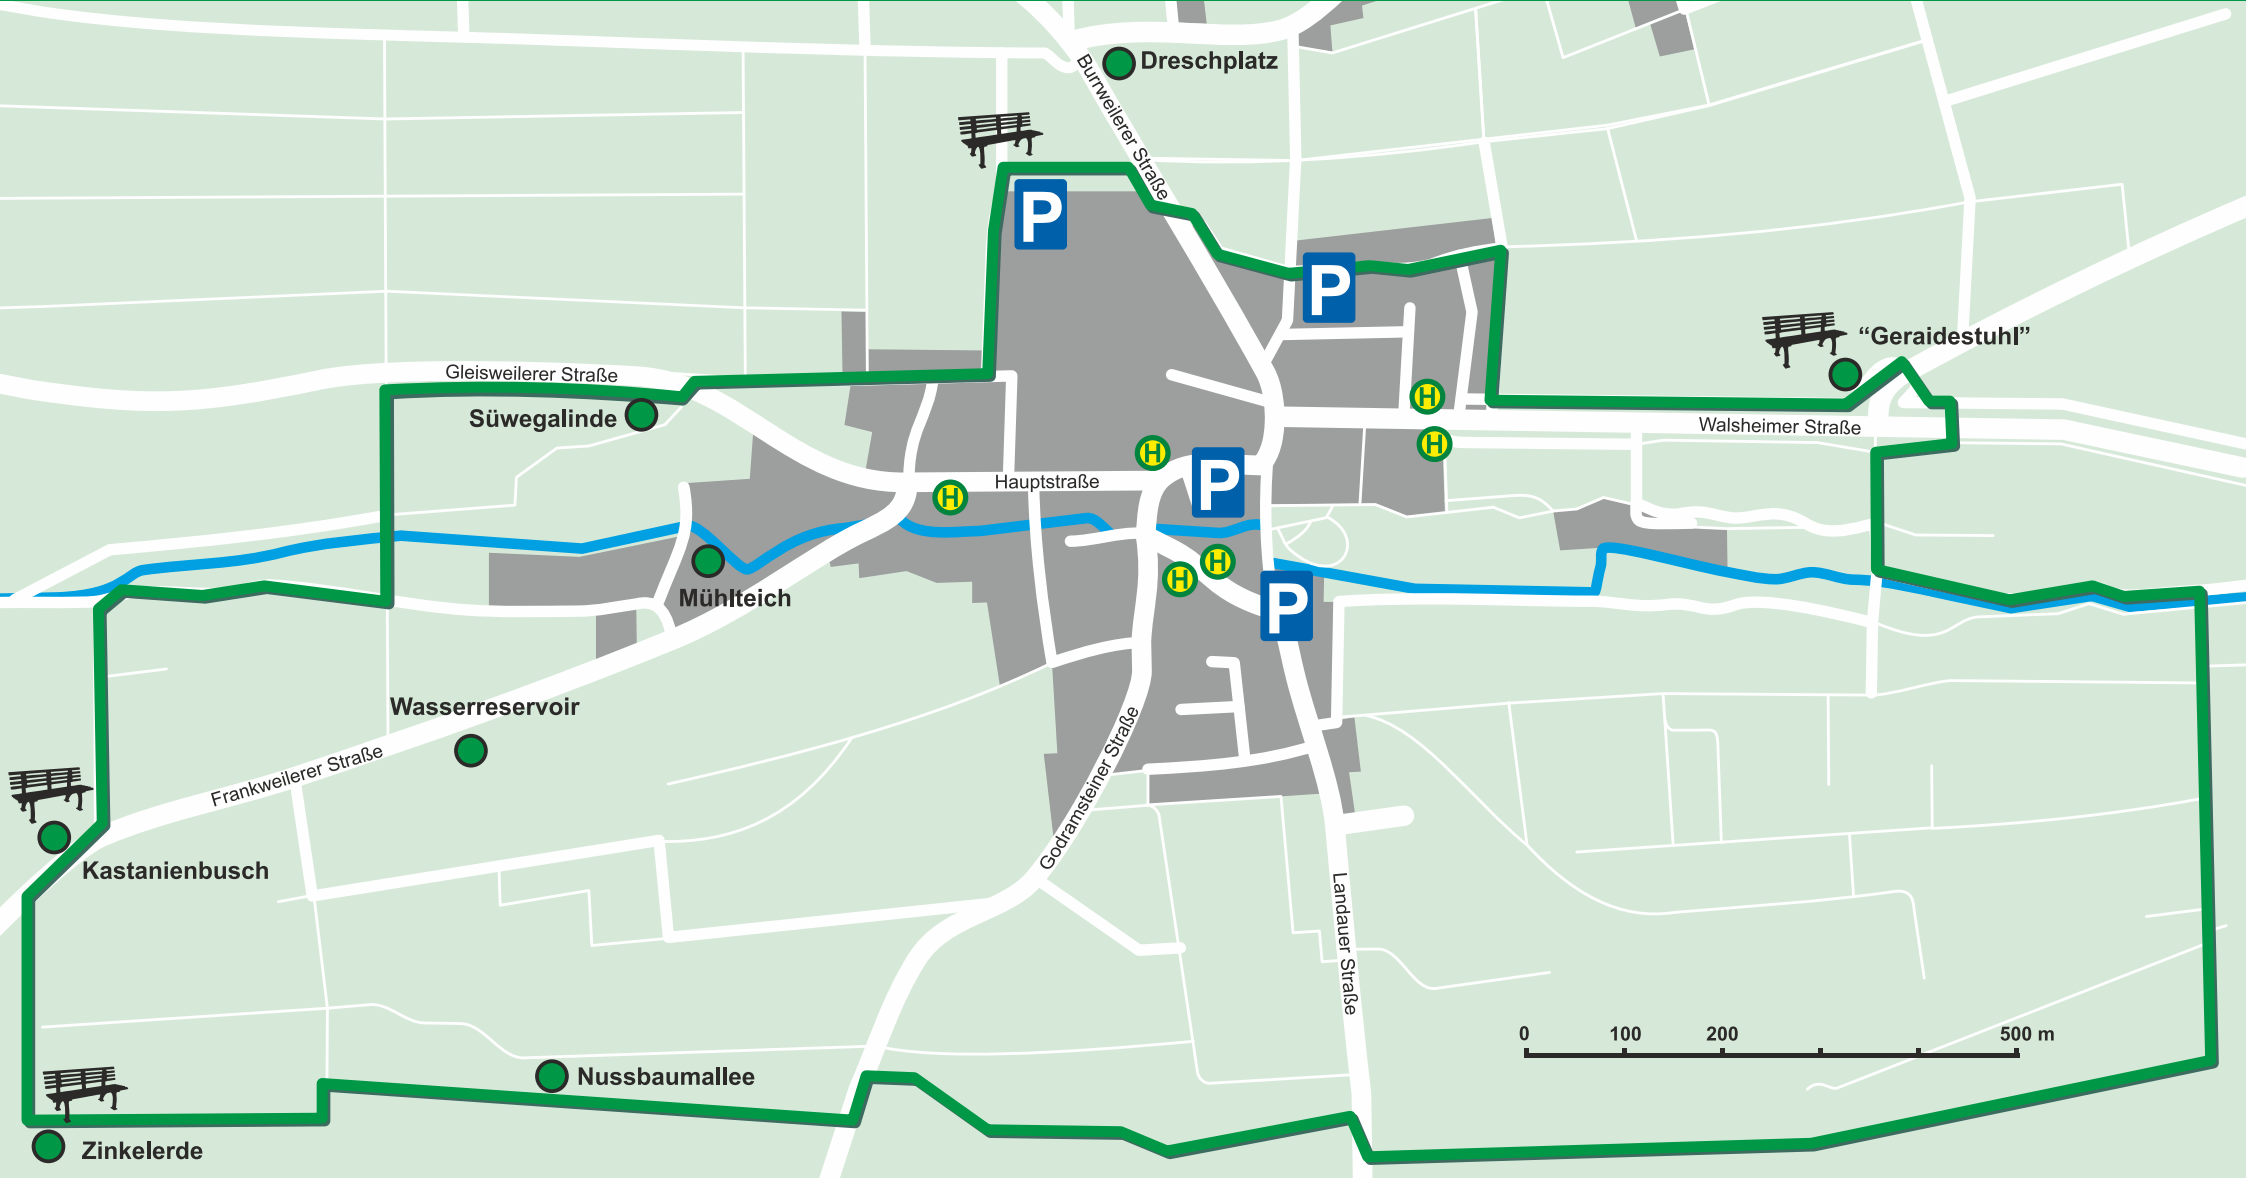 Dreschplatz
Burrweilerer Straße
P
P
“Geraidestuhl”
Gleisweilerer Straße
Süwegalinde
H
Walsheimer Straße
H
H
P
Hauptstraße
H
H
H
Mühlteich
P
Wasserreservoir
Godramsteiner Straße
Frankweilerer Straße
Kastanienbusch
Landauer Straße
0 100 200 500 m
Nussbaumallee
Zinkelerde